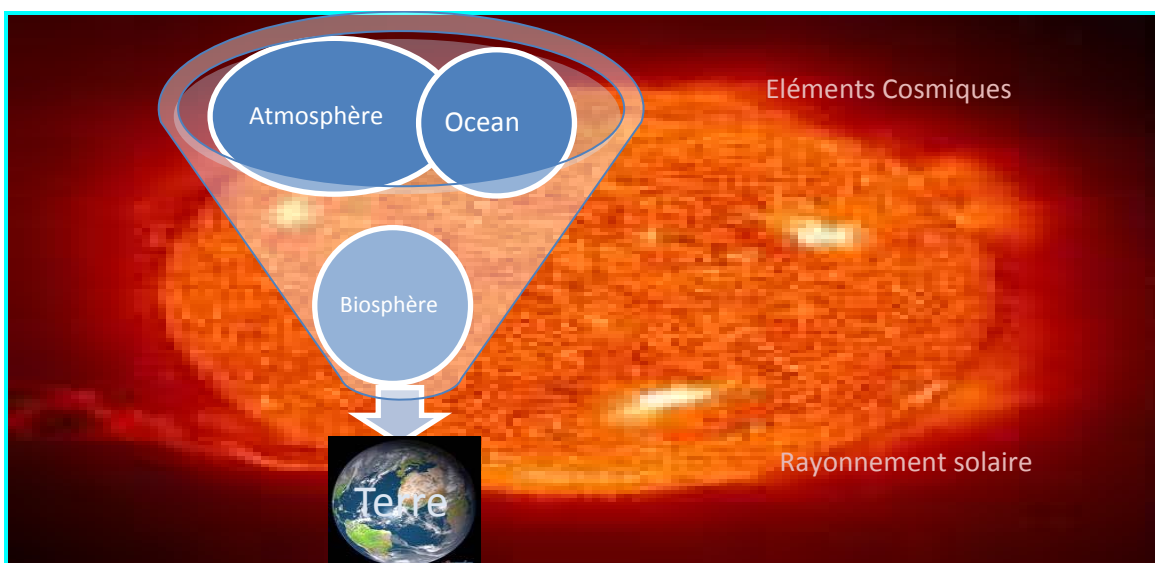 Eléments Cosmiques
Atmosphère
Ocean
Biosphère
Rayonnement solaire
Terre